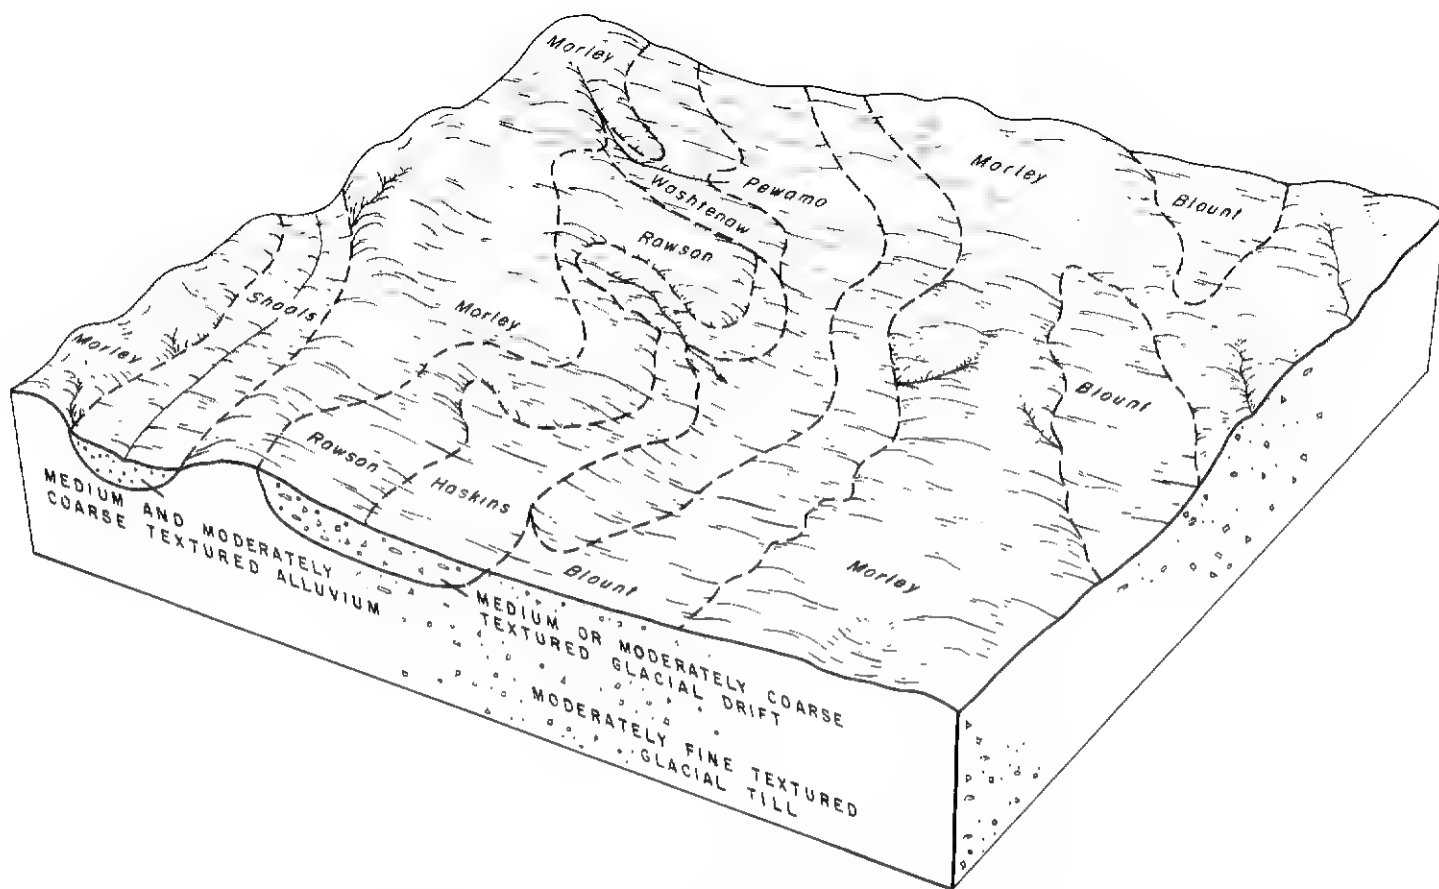 Morley
Morley
Pewamo
Washtenaw
Blount
Rawson
Shoals
Morley
Morley
Blount
Rawson
Haskins
Blount
Morley
MEDIUM AND MODERATELY
COARSE TEXTURED ALLUVIUM
MEDIUM OR MODERATELY COARSE
TEXTURED GLACIAL DRIFT
MODERATELY FINE TEXTURED
GLACIAL TILL